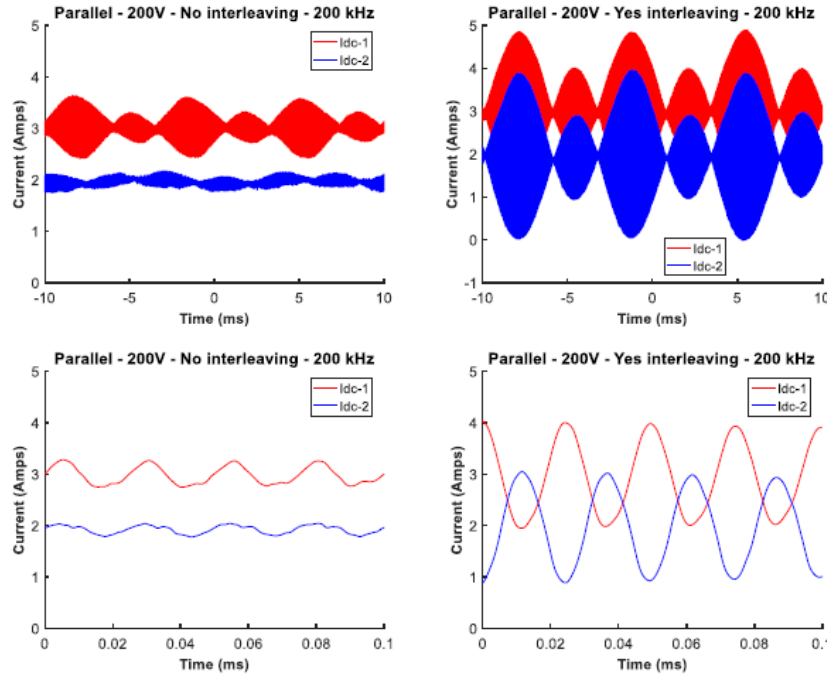 Parallel - 200V - No interleaving - 200 kHz
5
4
3
2
1
0
Current (Amps)
Idc-1
Idc-2
-10
-5
0
5
10
Time (ms)
Parallel - 200V - Yes interleaving - 200 kHz
5
4
3
2
1
0
-1
Current (Amps)
Idc-1
Idc-2
-10
-5
0
5
10
Time (ms)
Parallel - 200V - No interleaving - 200 kHz
5
4
3
2
1
0
Current (Amps)
Idc-1
Idc-2
0
0.02
0.04
0.06
0.08
0.1
Time (ms)
Parallel - 200V - Yes interleaving - 200 kHz
5
4
3
2
1
0
Current (Amps)
Idc-1
Idc-2
0
0.02
0.04
0.06
0.08
0.1
Time (ms)